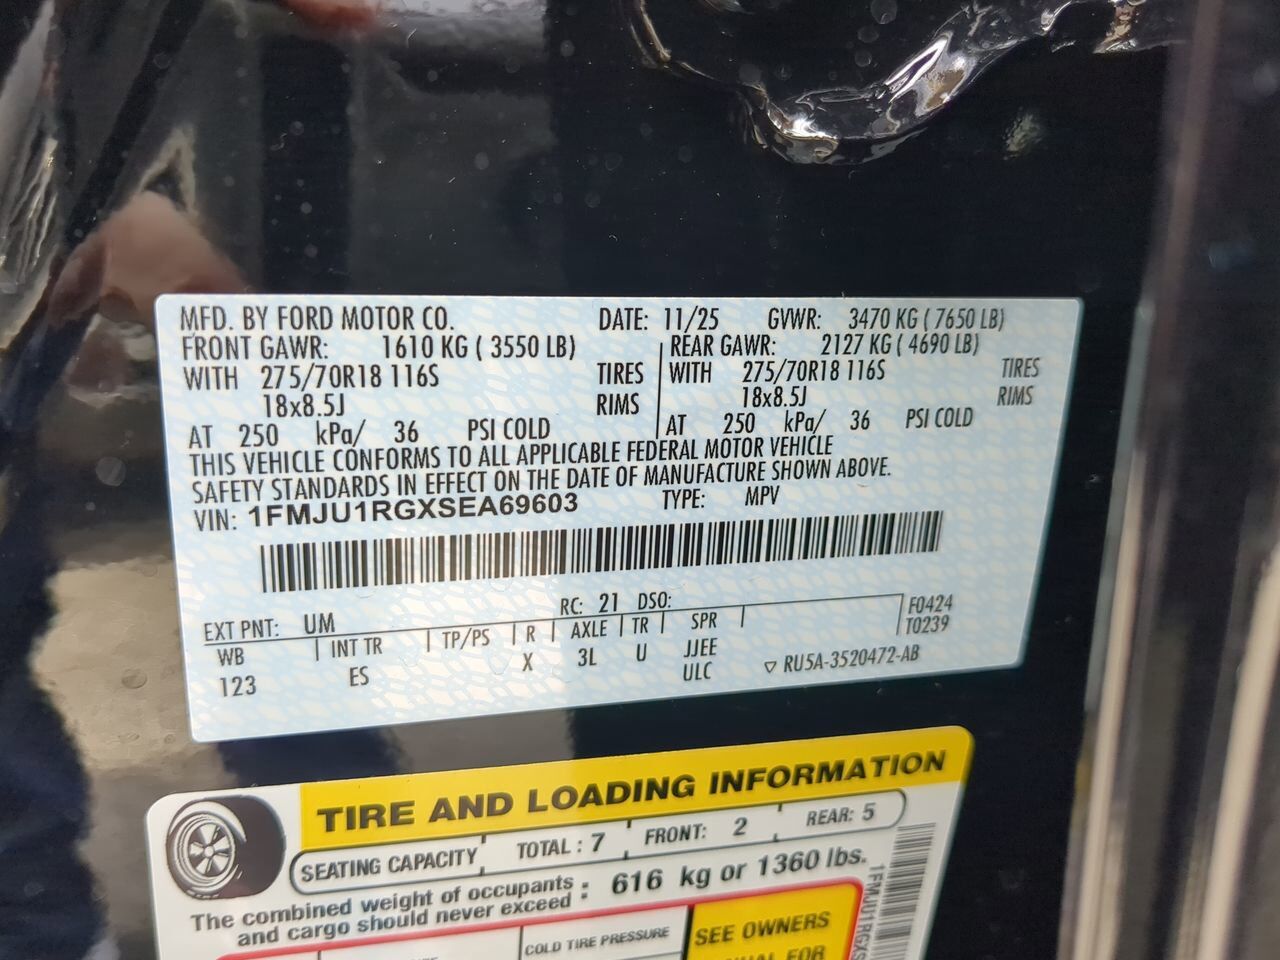 MFD. BY FORD MOTOR CO. DATE: 11/25 GVWR: 3470 KG ( 7650 LB)
FRONT GAWR: 1610 KG ( 3550 LB) REAR GAWR: 2127 KG ( 4690 LB)
WITH 275/70R18 116S TIRES WITH 275/70R18 116S TIRES
18x8.5J RIMS 18x8.5J RIMS
AT 250 kPa/ 36 PSI COLD AT 250 kPa/ 36 PSI COLD
THIS VEHICLE CONFORMS TO ALL APPLICABLE FEDERAL MOTOR VEHICLE
SAFETY STANDARDS IN EFFECT ON THE DATE OF MANUFACTURE SHOWN ABOVE.
VIN: 1FMJU1RGXSEA69603 TYPE: MPV
EXT PNT: UM RC: 21 DSO: F0424
WB INT TR TP/PS R AXLE TR SPR T0239
123 ES X 3L U JJEE
ULC ▽ RU5A-3520472-AB
TIRE AND LOADING INFORMATION
SEATING CAPACITY TOTAL : 7 FRONT: 2 REAR: 5
The combined weight of occupants : 616 kg or 1360 lbs.
and cargo should never exceed
COLD TIRE PRESSURE SEE OWNERS
FOR
1FMJU1RGXS